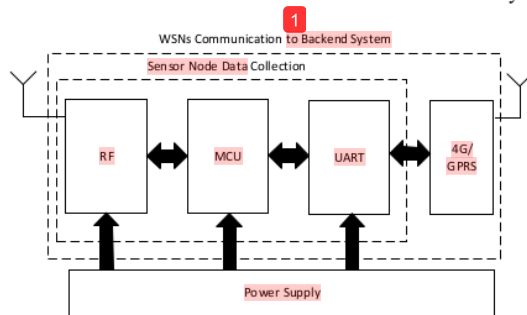 1
WSNs Communication to Backend System
Sensor Node Data Collection
RF
MCU
UART
4G/
GPRS
Power Supply